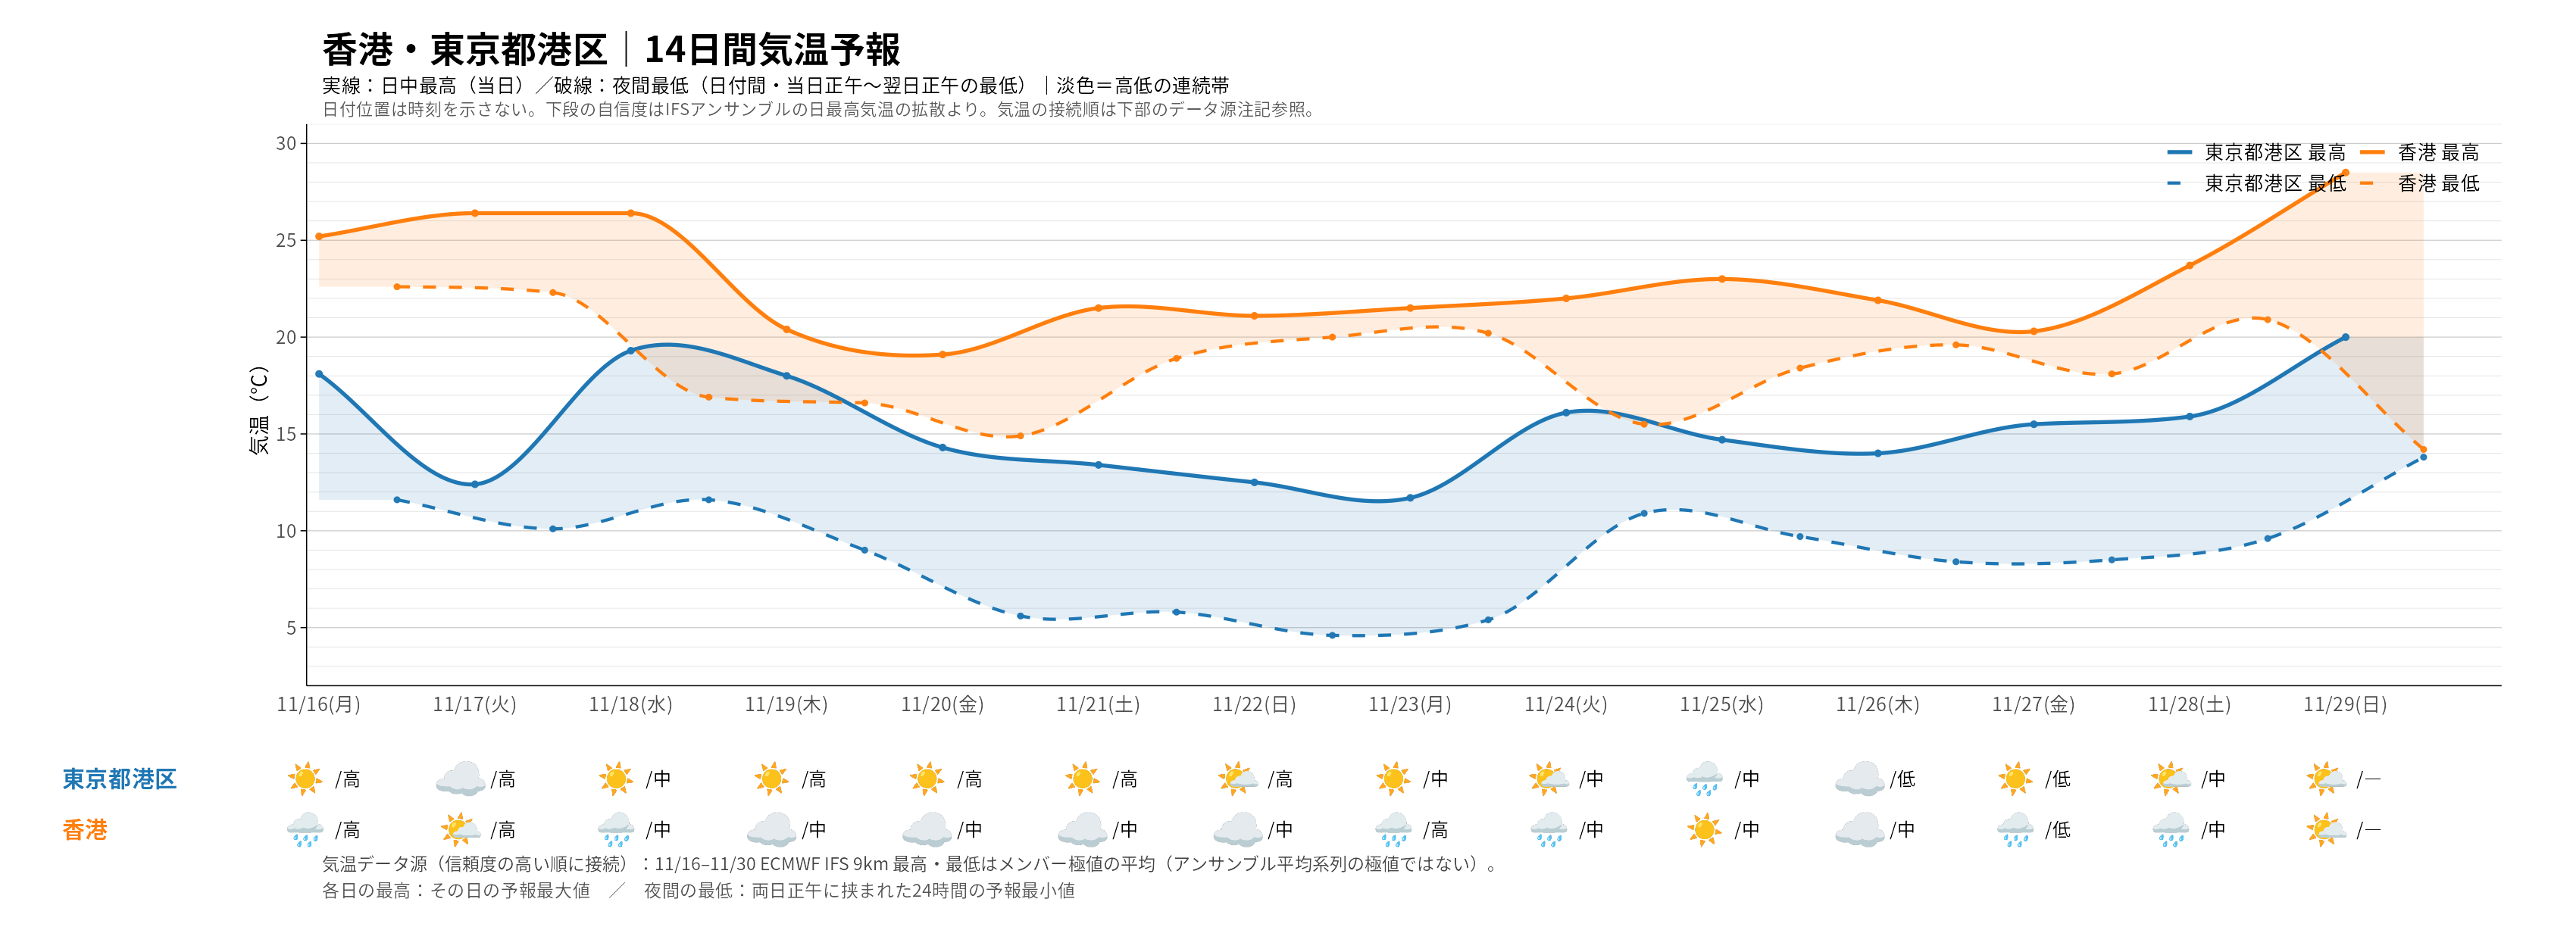 香港・東京都港区｜14日間気温予報
実線：日中最高（当日）／破線：夜間最低（日付間・当日正午～翌日正午の最低）｜淡色＝高低の連続帯
日付位置は時刻を示さない。下段の自信度はIFSアンサンブルの日最高気温の拡散より。気温の接続順は下部のデータ源注記参照。
東京都港区 最高 香港 最高
東京都港区 最低 香港 最低
気温（℃）
30
25
20
15
10
5
11/16(月) 11/17(火) 11/18(水) 11/19(木) 11/20(金) 11/21(土) 11/22(日) 11/23(月) 11/24(火) 11/25(水) 11/26(木) 11/27(金) 11/28(土) 11/29(日)
東京都港区 /高 /高 /中 /高 /高 /高 /高 /中 /中 /中 /低 /低 /中 /—
香港 /高 /高 /中 /中 /中 /中 /中 /高 /中 /中 /中 /低 /中 /—
気温データ源（信頼度の高い順に接続）：11/16–11/30 ECMWF IFS 9km 最高・最低はメンバー極値の平均（アンサンブル平均系列の極値ではない）。
各日の最高：その日の予報最大値　／　夜間の最低：両日正午に挟まれた24時間の予報最小値